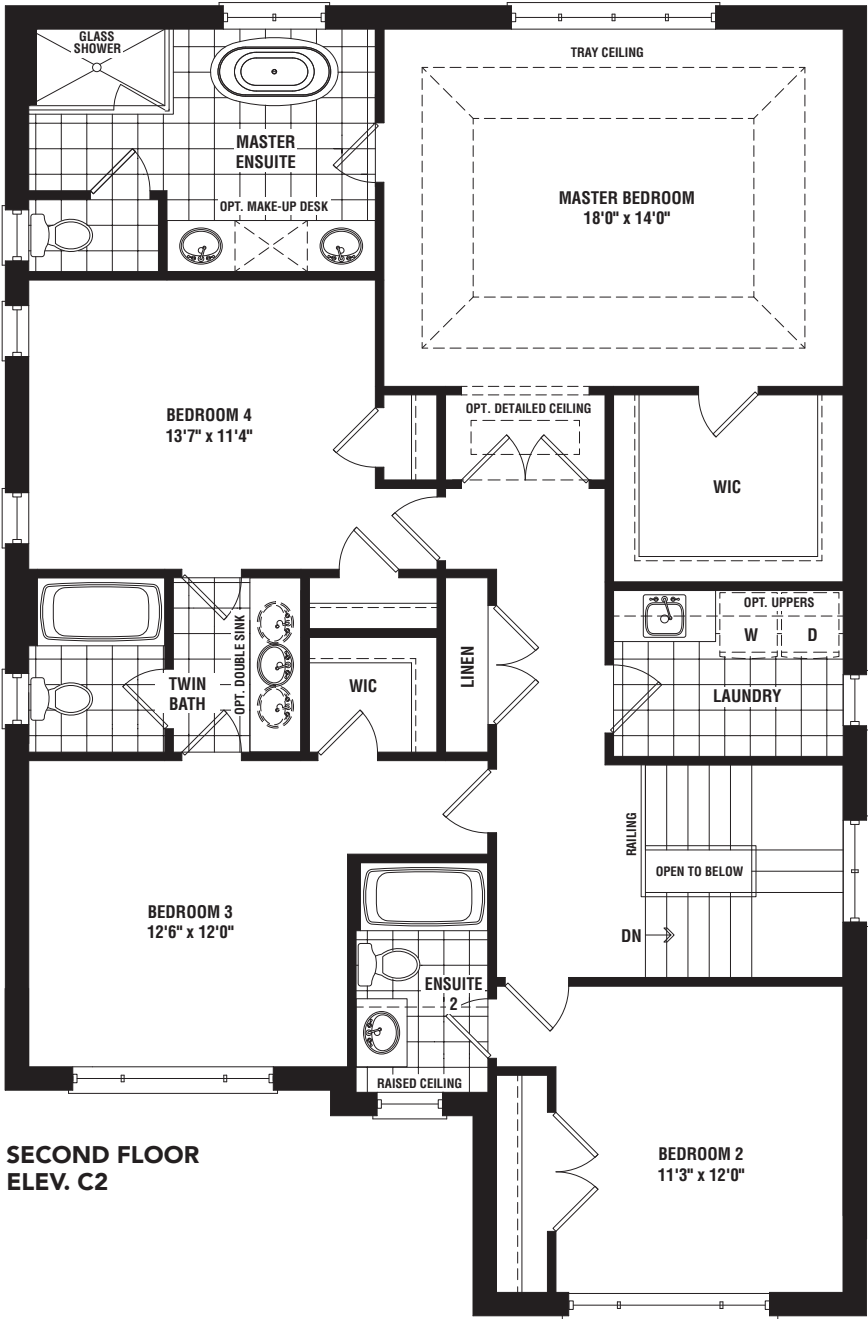 GLASS
SHOWER
TRAY CEILING
MASTER
ENSUITE
MASTER BEDROOM
18'0" x 14'0"
OPT. MAKE-UP DESK
BEDROOM 4
13'7" x 11'4"
OPT. DETAILED CEILING
WIC
OPT. UPPERS
W
D
OPT. DOUBLE SINK
TWIN
BATH
WIC
LINEN
LAUNDRY
RAILING
OPEN TO BELOW
BEDROOM 3
12'6" x 12'0"
DN
ENSUITE
2
RAISED CEILING
SECOND FLOOR
ELEV. C2
BEDROOM 2
11'3" x 12'0"